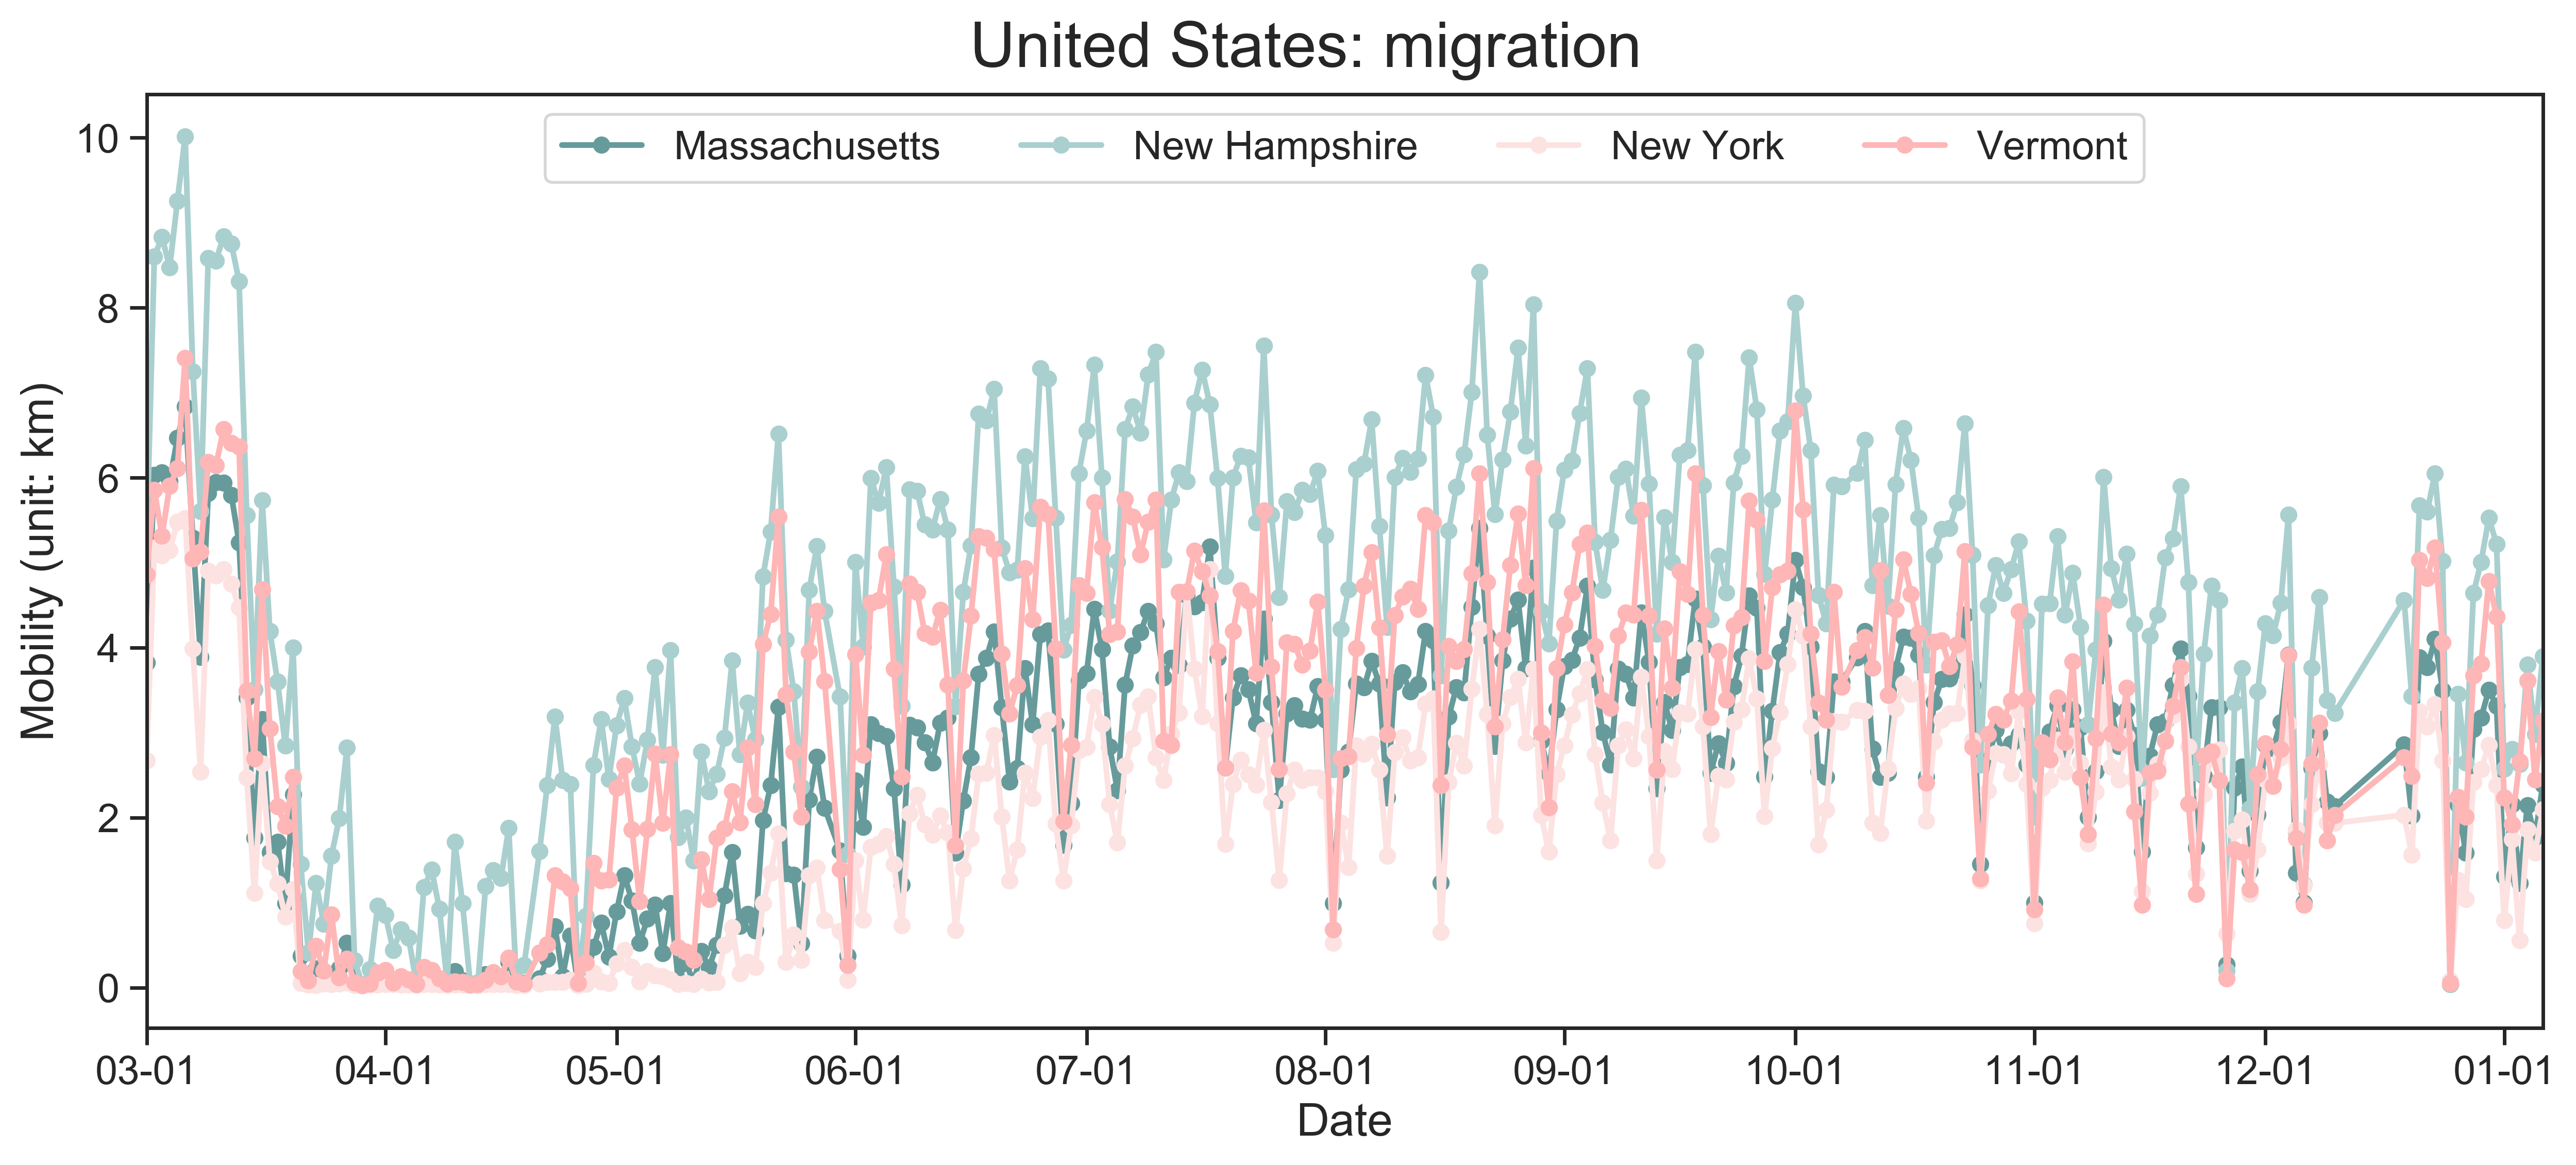 United States: migration
Massachusetts New Hampshire New York Vermont
10
8
6
4
2
0
Mobility (unit: km)
03-01 04-01 05-01 06-01 07-01 08-01 09-01 10-01 11-01 12-01 01-01
Date